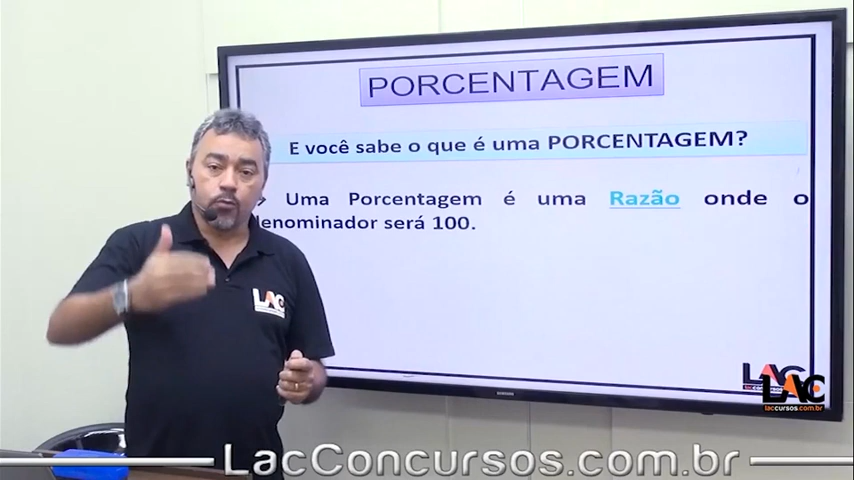 PORCENTAGEM
E você sabe o que é uma PORCENTAGEM?
Uma Porcentagem é uma Razão onde o
denominador será 100.
LAC
LAC
LAC
lacCursos.com.br
SAMSUNG
LacConcursos.com.br